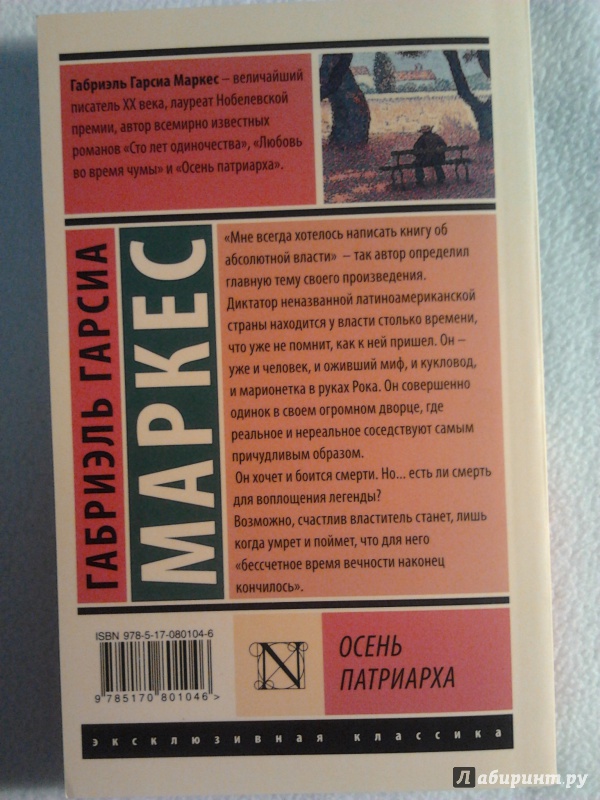 Габриэль Гарсиа Маркес – величайший
писатель XX века, лауреат Нобелевской
премии, автор всемирно известных
романов «Сто лет одиночества», «Любовь
во время чумы» и «Осень патриарха».
ГАБРИЭЛЬ ГАРСИА
МАРКЕС
«Мне всегда хотелось написать книгу об
абсолютной власти» – так автор определил
главную тему своего произведения.
Диктатор неназванной латиноамериканской
страны находится у власти столько времени,
что уже не помнит, как к ней пришел. Он –
уже и человек, и оживший миф, и кукловод,
и марионетка в руках Рока. Он совершенно
одинок в своем огромном дворце, где
реальное и нереальное соседствуют самым
причудливым образом.
Он хочет и боится смерти. Но... есть ли смерть
для воплощения легенды?
Возможно, счастлив властитель станет, лишь
когда умрет и поймет, что для него
«бессчетное время вечности наконец
кончилось».
ISBN 978-5-17-080104-6
9 785170 801046 >
N
ОСЕНЬ
ПАТРИАРХА
эксклюзивная классика
Лабиринт.ру